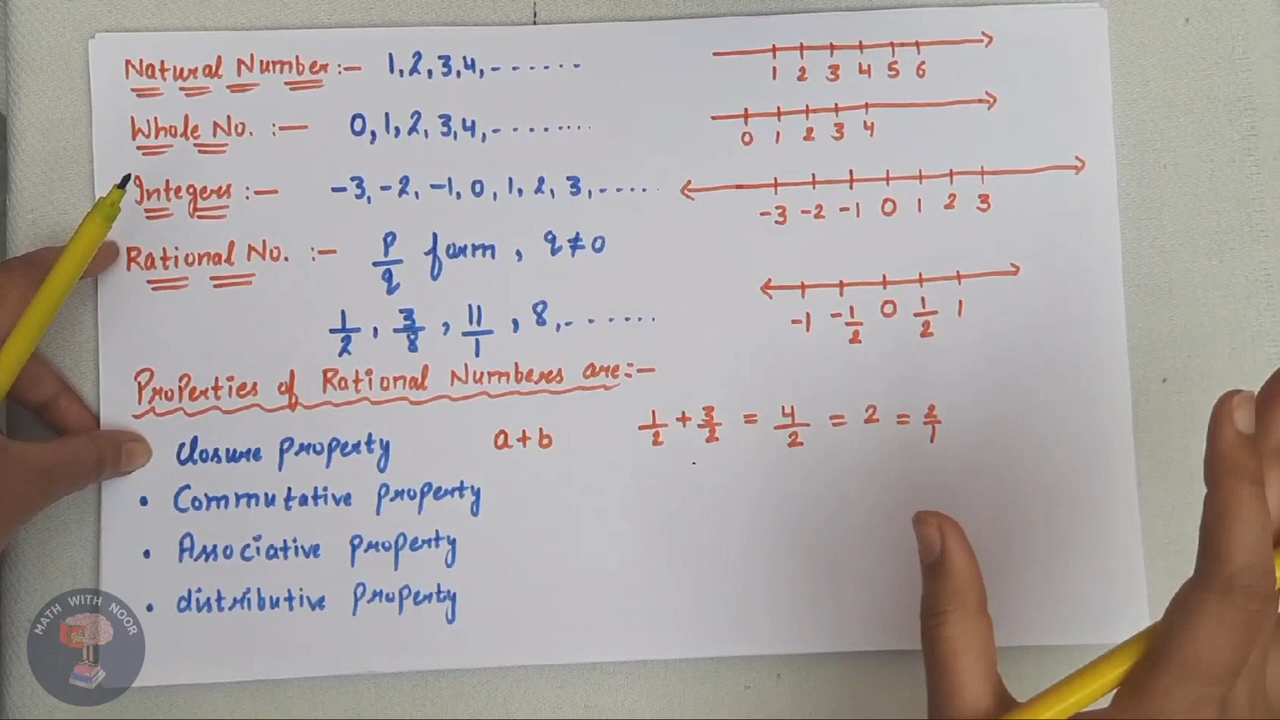 Natural Number:- 1, 2, 3, 4, -......
1 2 3 4 5 6
Whole No. :- 0, 1, 2, 3, 4, -.......
0 1 2 3 4
Integers :- -3, -2, -1, 0, 1, 2, 3, .....
-3 -2 -1 0 1 2 3
Rational No. :- p/q form, q≠0
-1 -1/2 0 1/2 1
1/2, 3/8, 11/1, 8, -......
Properties of Rational Numberes are:-
closure property a+b 1/2 + 3/2 = 4/2 = 2 = 2/1
• Commutative property
• Associative property
• distributive property
MATH WITH NOOR